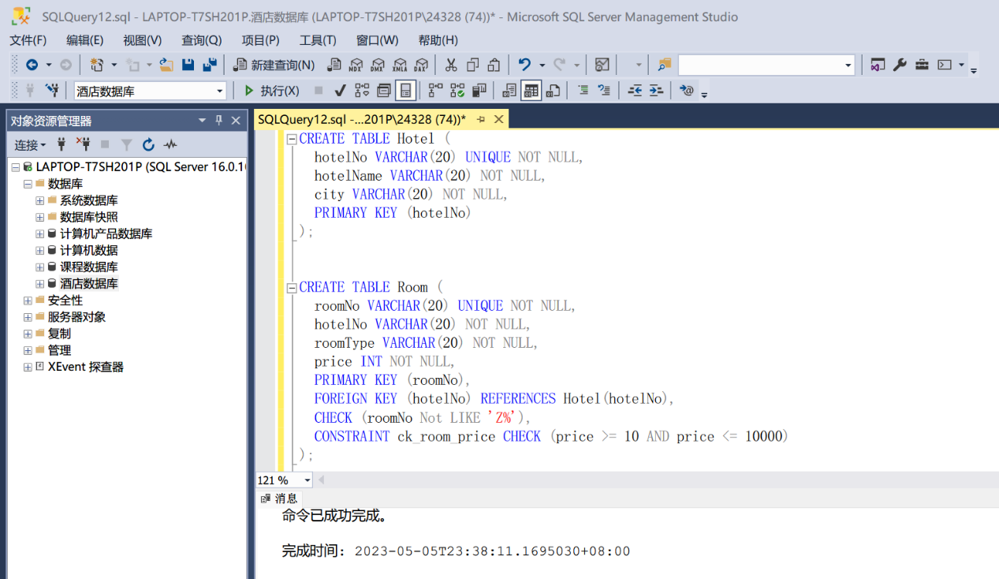 SQLQuery12.sql - LAPTOP-T7SH201P.酒店数据库 (LAPTOP-T7SH201P\24328 (74))* - Microsoft SQL Server Management Studio
文件(F) 编辑(E) 视图(V) 查询(Q) 项目(P) 工具(T) 窗口(W) 帮助(H)
新建查询(N) MDX DMX XMLA DAX
酒店数据库 执行(X)
对象资源管理器
连接
LAPTOP-T7SH201P (SQL Server 16.0.1
数据库
系统数据库
数据库快照
计算机产品数据库
计算机数据
课程数据库
酒店数据库
安全性
服务器对象
复制
管理
XEvent 探查器
SQLQuery12.sql -...201P\24328 (74))*
CREATE TABLE Hotel (
hotelNo VARCHAR(20) UNIQUE NOT NULL,
hotelName VARCHAR(20) NOT NULL,
city VARCHAR(20) NOT NULL,
PRIMARY KEY (hotelNo)
);
CREATE TABLE Room (
roomNo VARCHAR(20) UNIQUE NOT NULL,
hotelNo VARCHAR(20) NOT NULL,
roomType VARCHAR(20) NOT NULL,
price INT NOT NULL,
PRIMARY KEY (roomNo),
FOREIGN KEY (hotelNo) REFERENCES Hotel(hotelNo),
CHECK (roomNo Not LIKE 'Z%'),
CONSTRAINT ck_room_price CHECK (price >= 10 AND price <= 10000)
);
121 %
消息
命令已成功完成。
完成时间: 2023-05-05T23:38:11.1695030+08:00